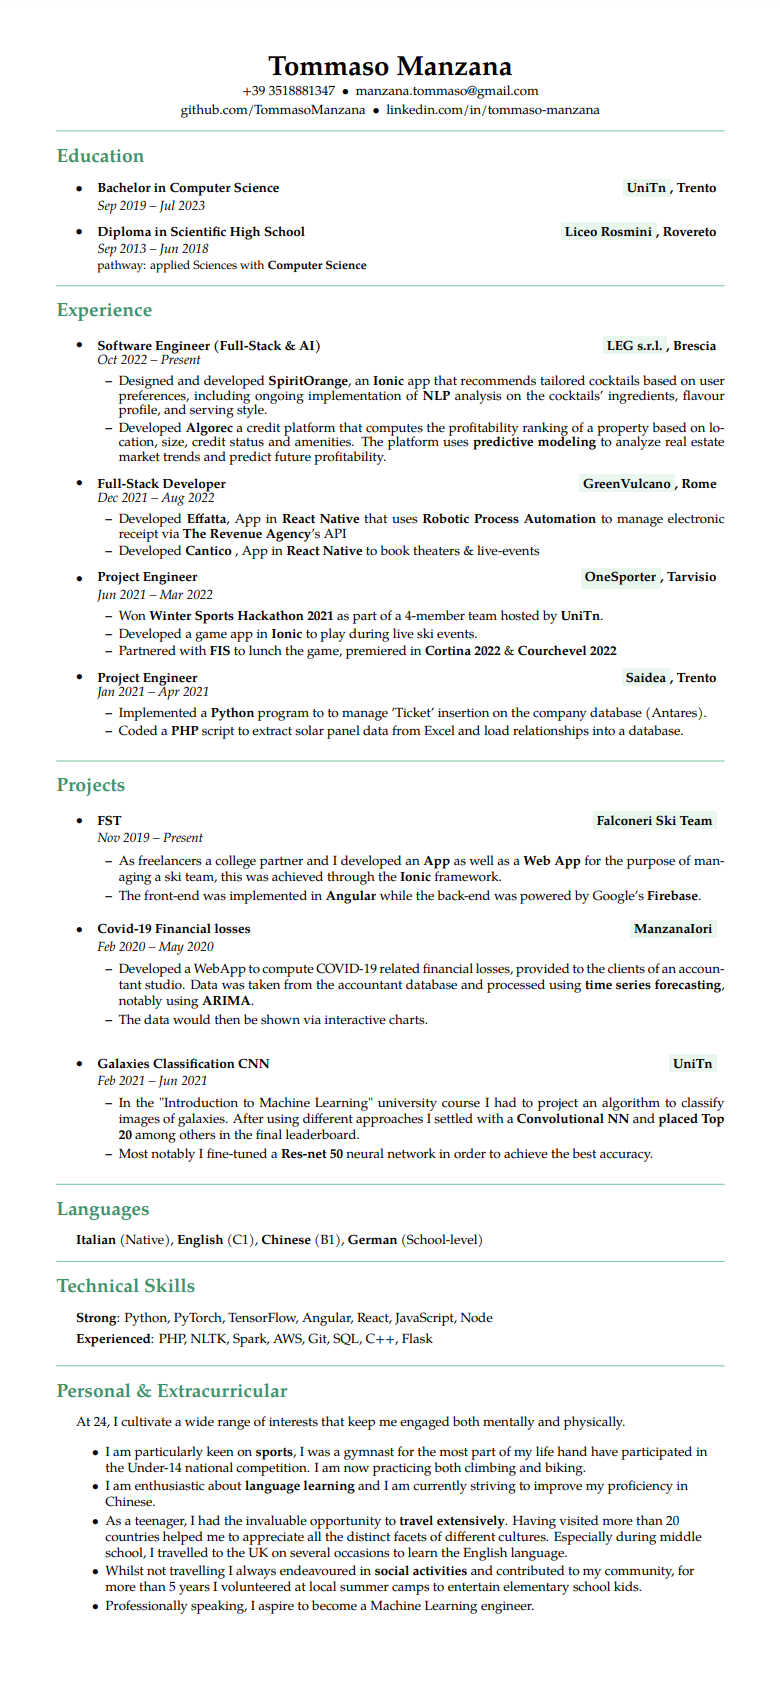 Tommaso Manzana
+39 3518881347 ● manzana.tommaso@gmail.com
github.com/TommasoManzana ● linkedin.com/in/tommaso-manzana
Education
● Bachelor in Computer Science UniTn , Trento
Sep 2019 – Jul 2023
● Diploma in Scientific High School Liceo Rosmini , Rovereto
Sep 2013 – Jun 2018
pathway: applied Sciences with Computer Science
Experience
● Software Engineer (Full-Stack & AI) LEG s.r.l. , Brescia
Oct 2022 – Present
– Designed and developed SpiritOrange, an Ionic app that recommends tailored cocktails based on user
preferences, including ongoing implementation of NLP analysis on the cocktails' ingredients, flavour
profile, and serving style.
– Developed Algorec a credit platform that computes the profitability ranking of a property based on lo-
cation, size, credit status and amenities. The platform uses predictive modeling to analyze real estate
market trends and predict future profitability.
● Full-Stack Developer GreenVulcano , Rome
Dec 2021 – Aug 2022
– Developed Effatta, App in React Native that uses Robotic Process Automation to manage electronic
receipt via The Revenue Agency's API
– Developed Cantico , App in React Native to book theaters & live-events
● Project Engineer OneSporter , Tarvisio
Jun 2021 – Mar 2022
– Won Winter Sports Hackathon 2021 as part of a 4-member team hosted by UniTn.
– Developed a game app in Ionic to play during live ski events.
– Partnered with FIS to lunch the game, premiered in Cortina 2022 & Courchevel 2022
● Project Engineer Saidea , Trento
Jan 2021 – Apr 2021
– Implemented a Python program to to manage 'Ticket' insertion on the company database (Antares).
– Coded a PHP script to extract solar panel data from Excel and load relationships into a database.
Projects
● FST Falconeri Ski Team
Nov 2019 – Present
– As freelancers a college partner and I developed an App as well as a Web App for the purpose of man-
aging a ski team, this was achieved through the Ionic framework.
– The front-end was implemented in Angular while the back-end was powered by Google's Firebase.
● Covid-19 Financial losses ManzanaIori
Feb 2020 – May 2020
– Developed a WebApp to compute COVID-19 related financial losses, provided to the clients of an accoun-
tant studio. Data was taken from the accountant database and processed using time series forecasting,
notably using ARIMA.
– The data would then be shown via interactive charts.
● Galaxies Classification CNN UniTn
Feb 2021 – Jun 2021
– In the "Introduction to Machine Learning" university course I had to project an algorithm to classify
images of galaxies. After using different approaches I settled with a Convolutional NN and placed Top
20 among others in the final leaderboard.
– Most notably I fine-tuned a Res-net 50 neural network in order to achieve the best accuracy.
Languages
Italian (Native), English (C1), Chinese (B1), German (School-level)
Technical Skills
Strong: Python, PyTorch, TensorFlow, Angular, React, JavaScript, Node
Experienced: PHP, NLTK, Spark, AWS, Git, SQL, C++, Flask
Personal & Extracurricular
At 24, I cultivate a wide range of interests that keep me engaged both mentally and physically.
● I am particularly keen on sports, I was a gymnast for the most part of my life hand have participated in
the Under-14 national competition. I am now practicing both climbing and biking.
● I am enthusiastic about language learning and I am currently striving to improve my proficiency in
Chinese.
● As a teenager, I had the invaluable opportunity to travel extensively. Having visited more than 20
countries helped me to appreciate all the distinct facets of different cultures. Especially during middle
school, I travelled to the UK on several occasions to learn the English language.
● Whilst not travelling I always endeavoured in social activities and contributed to my community, for
more than 5 years I volunteered at local summer camps to entertain elementary school kids.
● Professionally speaking, I aspire to become a Machine Learning engineer.